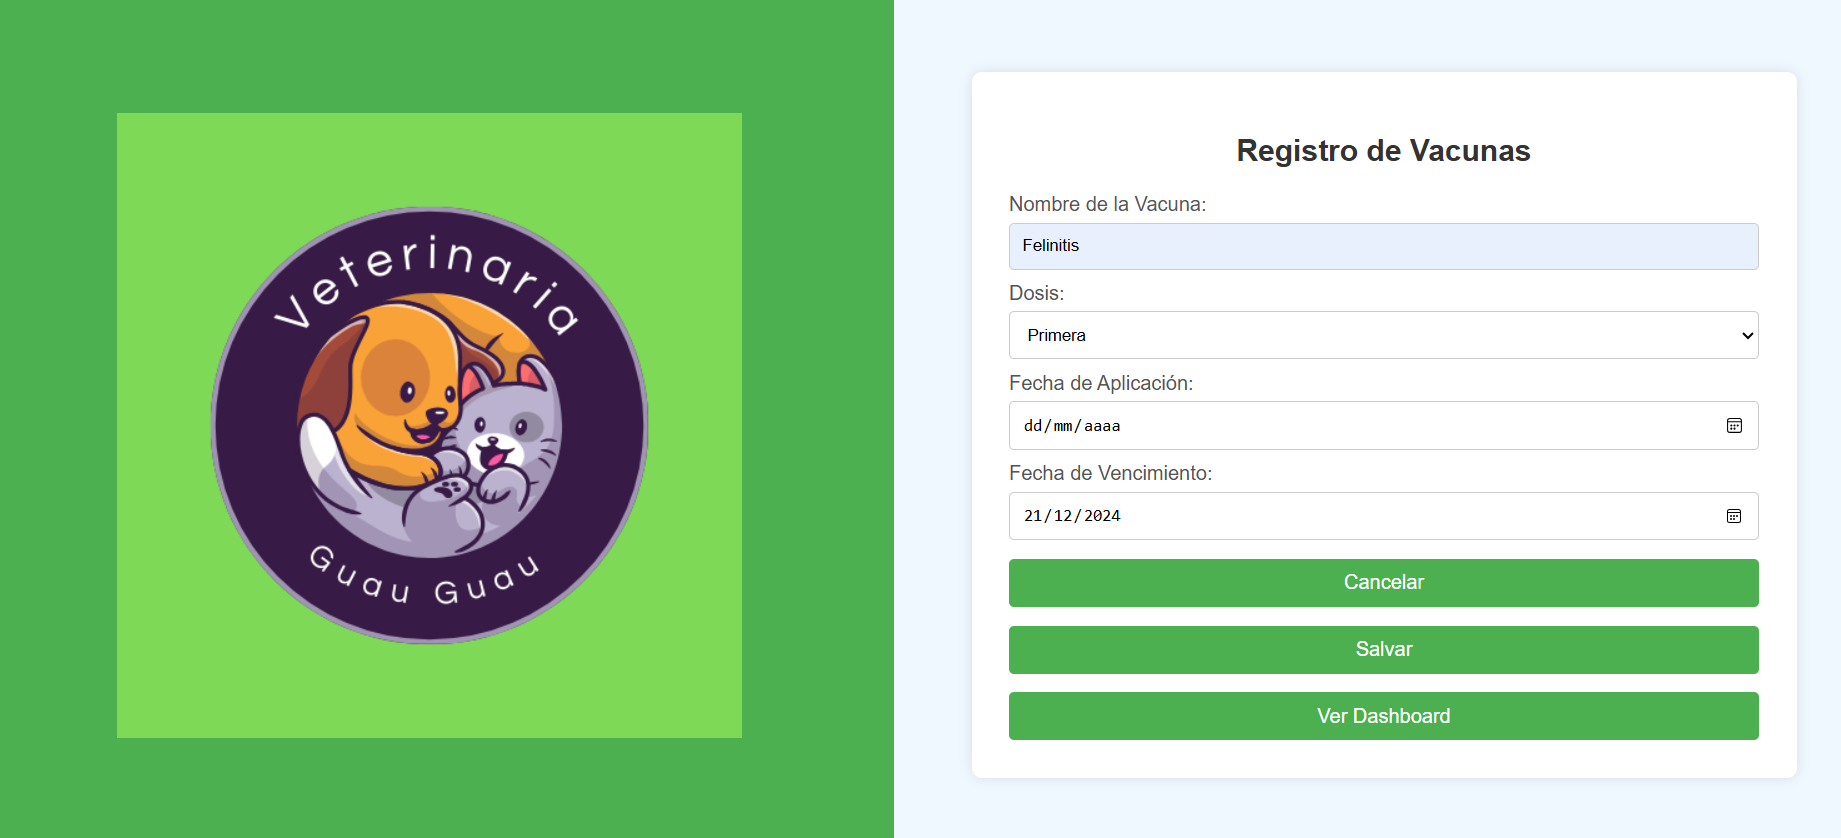 Veterinaria
Guau Guau
Registro de Vacunas
Nombre de la Vacuna:
Felinitis
Dosis:
Primera
Fecha de Aplicación:
dd/mm/aaaa
Fecha de Vencimiento:
21/12/2024
Cancelar
Salvar
Ver Dashboard